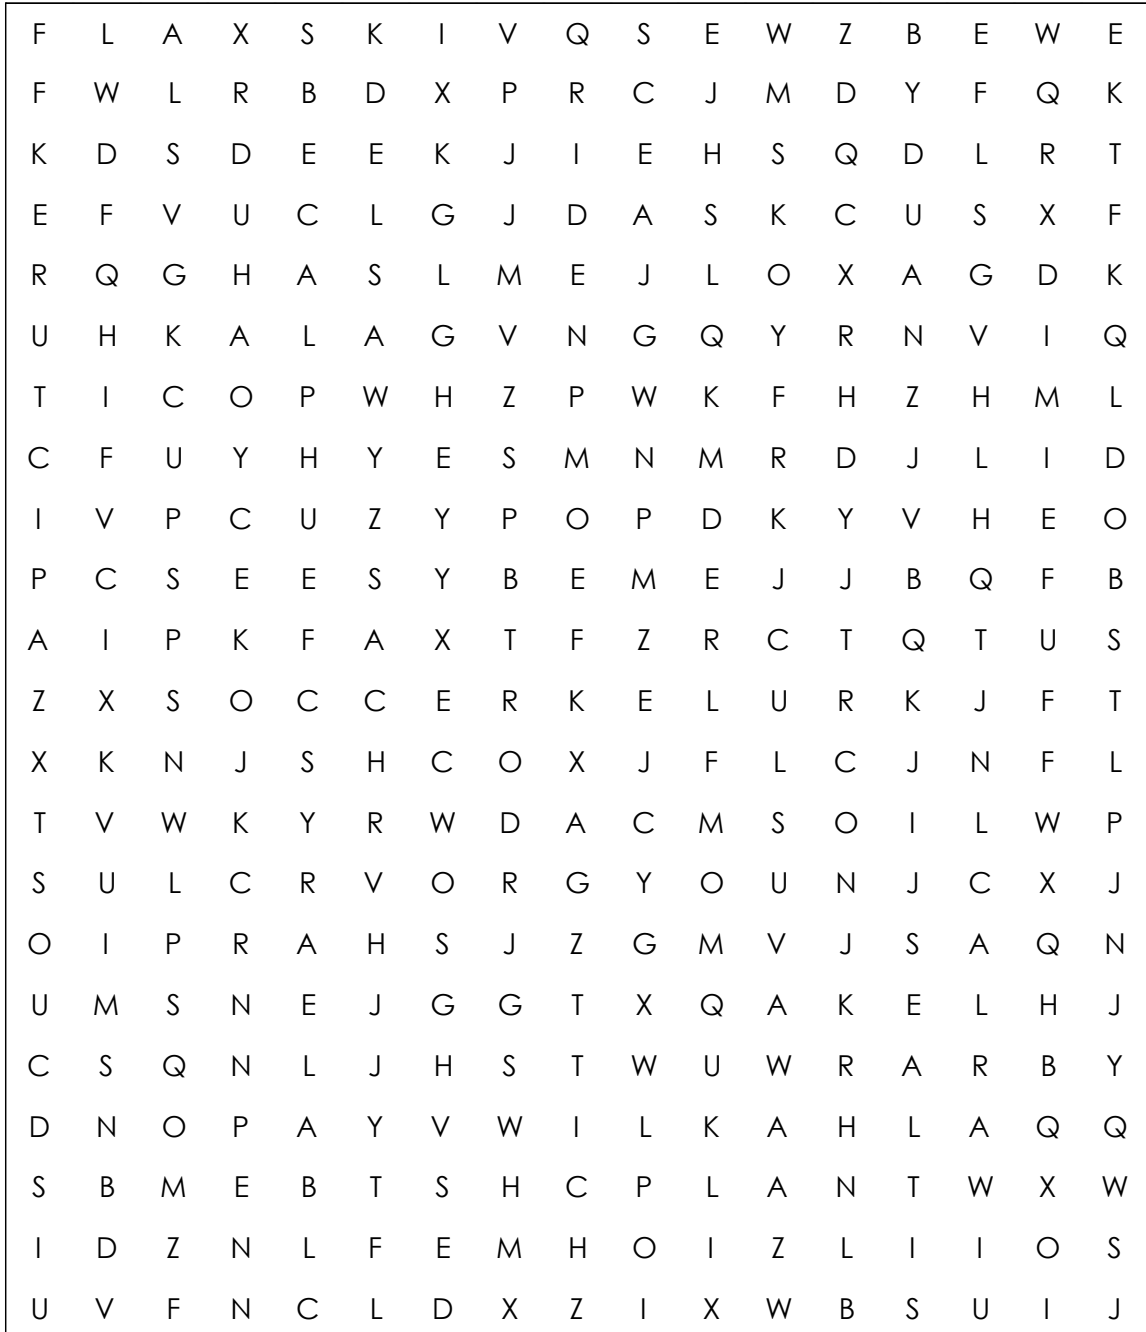 F L A X S K I V Q S E W Z B E W E
F W L R B D X P R C J M D Y F Q K
K D S D E E K J I E H S Q D L R T
E F V U C L G J D A S K C U S X F
R Q G H A S L M E J L O X A G D K
U H K A L A G V N G Q Y R N V I Q
T I C O P W H Z P W K F H Z H M L
C F U Y H Y E S M N M R D J L I D
I V P C U Z Y P O P D K Y V H E O
P C S E E S Y B E M E J J B Q F B
A I P K F A X T F Z R C T Q T U S
Z X S O C C E R K E L U R K J F T
X K N J S H C O X J F L C J N F L
T V W K Y R W D A C M S O I L W P
S U L C R V O R G Y O U N J C X J
O I P R A H S J Z G M V J S A Q N
U M S N E J G G T X Q A K E L H J
C S Q N L J H S T W U W R A R B Y
D N O P A Y V W I L K A H L A Q Q
S B M E B T S H C P L A N T W X W
I D Z N L F E M H O I Z L I I O S
U V F N C L D X Z I X W B S U I J